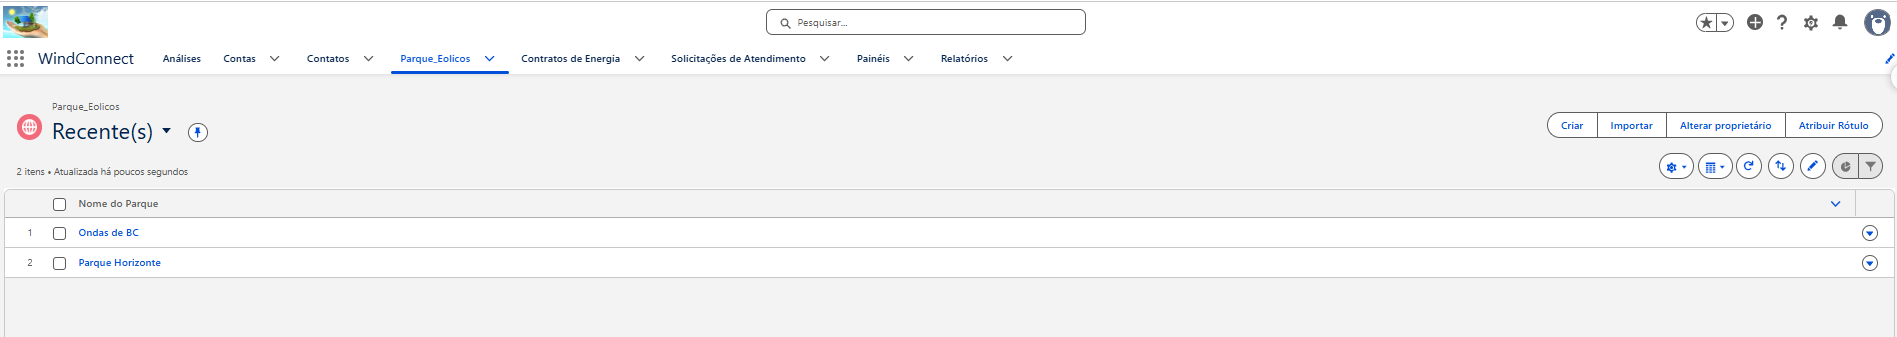 Pesquisar...
WindConnect Análises Contas Contatos Parque_Eolicos Contratos de Energia Solicitações de Atendimento Painéis Relatórios
Parque_Eolicos
Recente(s)
Criar Importar Alterar proprietário Atribuir Rótulo
2 itens • Atualizada há poucos segundos
Nome do Parque
1 Ondas de BC
2 Parque Horizonte